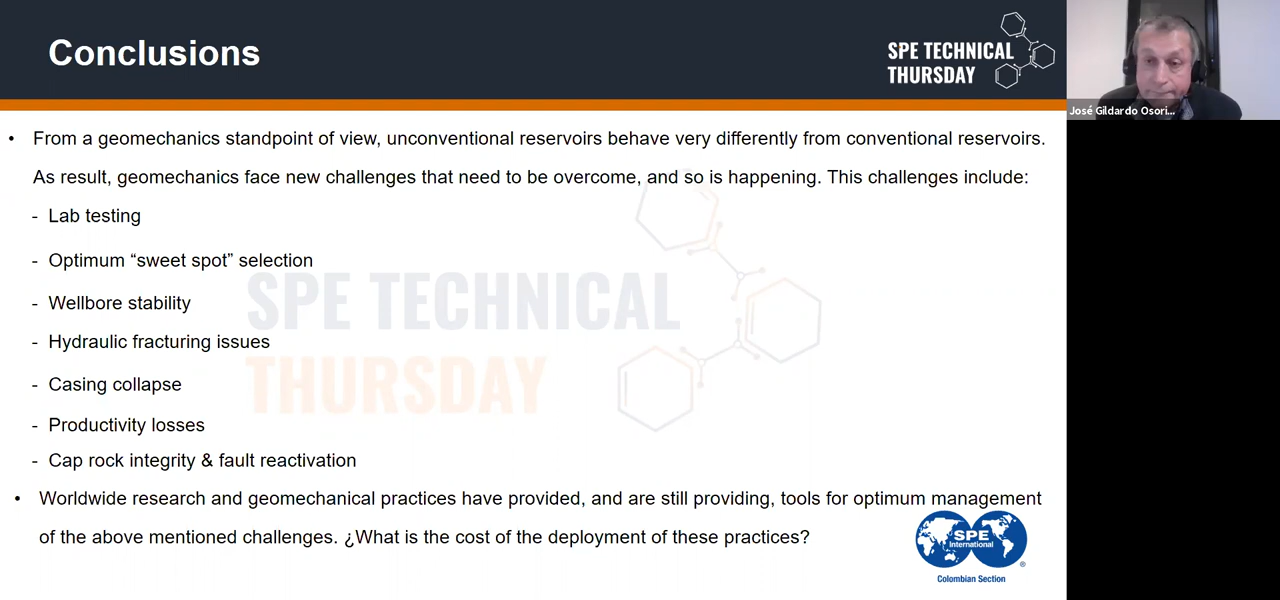 Conclusions
SPE TECHNICAL
THURSDAY
José Gildardo Osori...
• From a geomechanics standpoint of view, unconventional reservoirs behave very differently from conventional reservoirs.
As result, geomechanics face new challenges that need to be overcome, and so is happening. This challenges include:
- Lab testing
- Optimum “sweet spot” selection
- Wellbore stability
- Hydraulic fracturing issues
- Casing collapse
- Productivity losses
- Cap rock integrity & fault reactivation
SPE TECHNICAL
THURSDAY
• Worldwide research and geomechanical practices have provided, and are still providing, tools for optimum management
of the above mentioned challenges. ¿What is the cost of the deployment of these practices?
SPE
International
®
Colombian Section